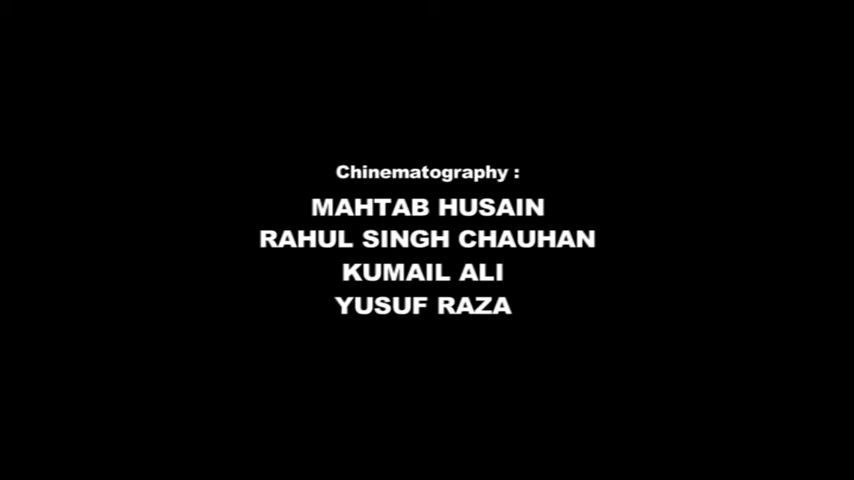 Chinematography :
MAHTAB HUSAIN
RAHUL SINGH CHAUHAN
KUMAIL ALI
YUSUF RAZA